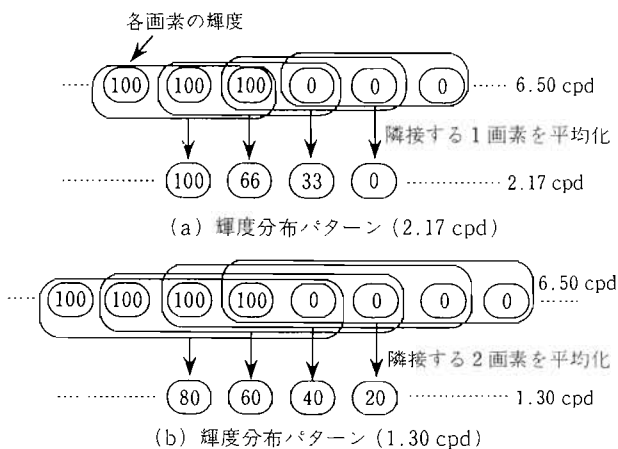 各画素の輝度
100 100 100 0 0 0 6.50 cpd
隣接する1画素を平均化
100 66 33 0 2.17 cpd
(a) 輝度分布パターン(2.17 cpd)
6.50 cpd
100 100 100 100 0 0 0 0
隣接する2画素を平均化
80 60 40 20 1.30 cpd
(b) 輝度分布パターン(1.30 cpd)